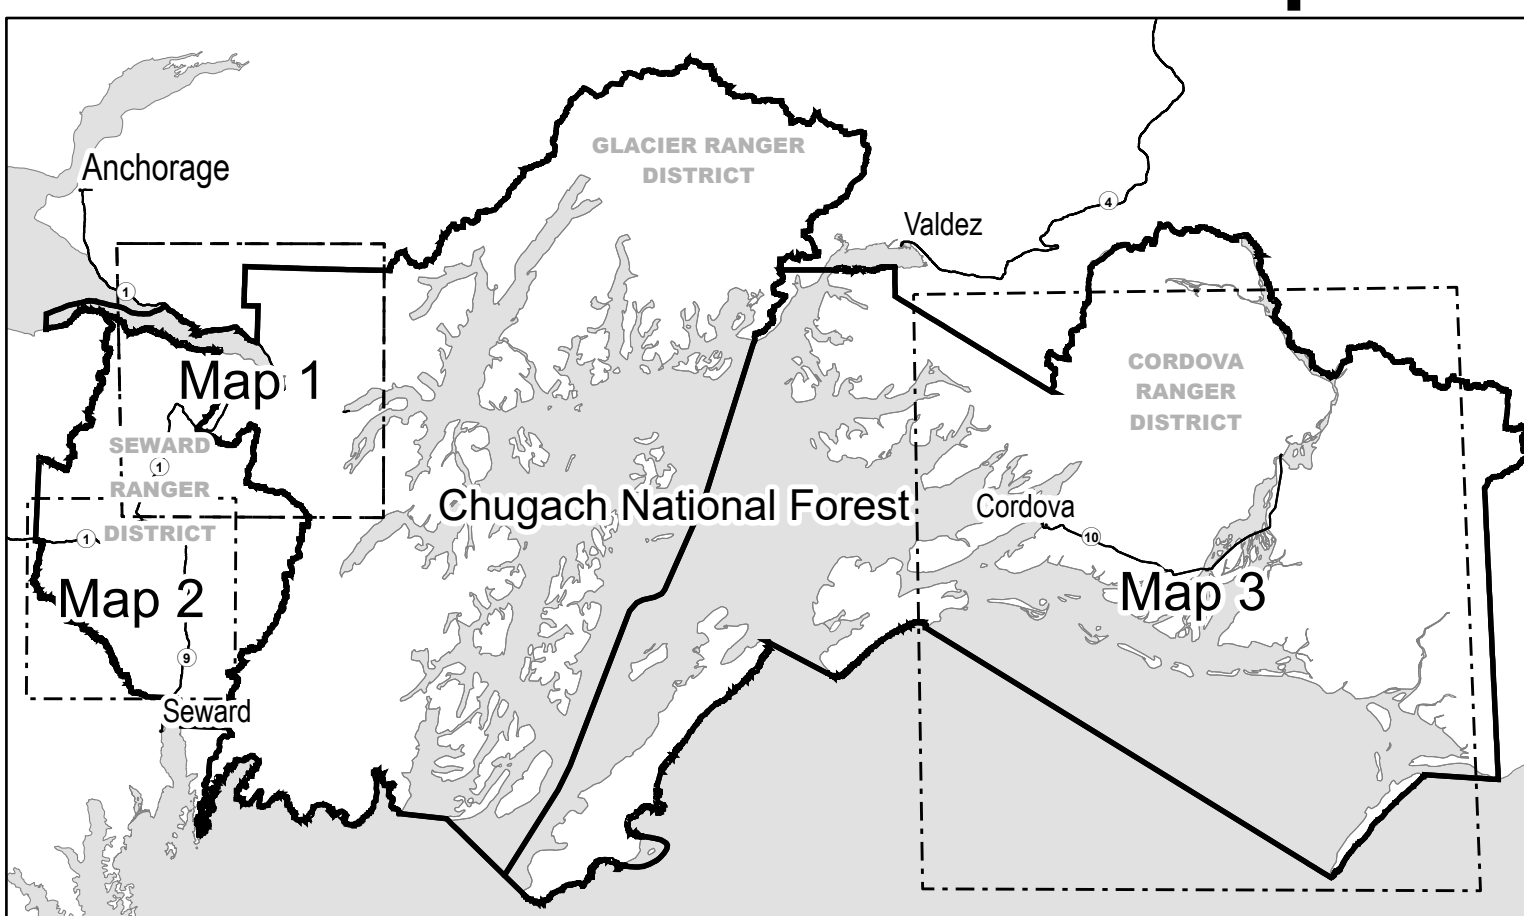 GLACIER RANGER
DISTRICT
Anchorage
Valdez
4
1
CORDOVA
RANGER
DISTRICT
Map 1
SEWARD
1
RANGER
DISTRICT
1
Chugach National Forest
Cordova
10
Map 2
Map 3
9
Seward